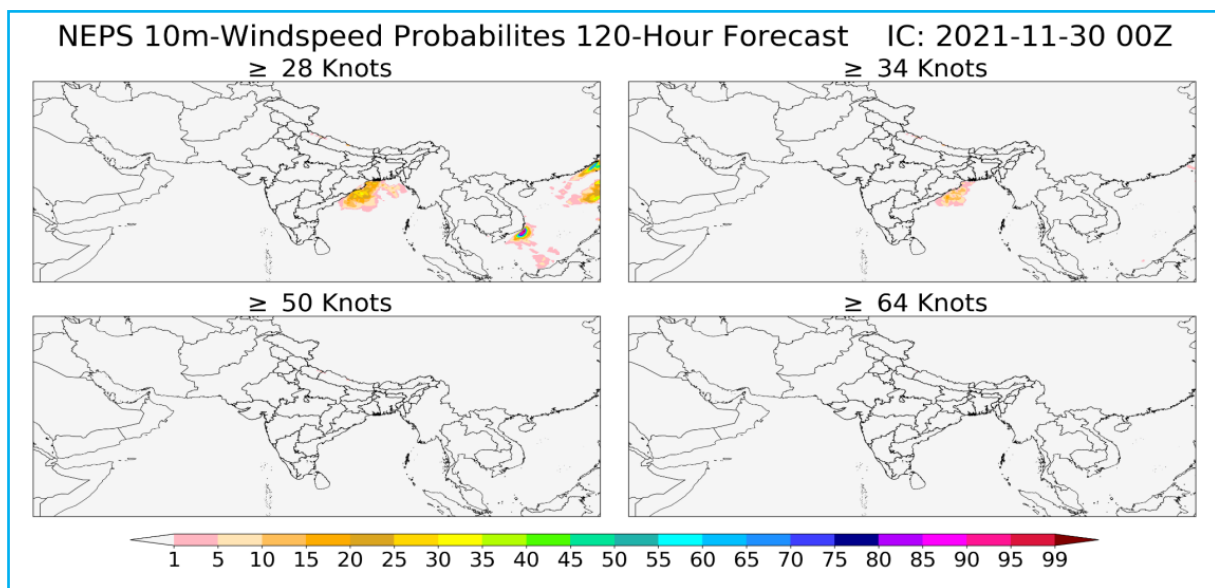 NEPS 10m-Windspeed Probabilites 120-Hour Forecast IC: 2021-11-30 00Z
≥ 28 Knots
≥ 34 Knots
≥ 50 Knots
≥ 64 Knots
1 5 10 15 20 25 30 35 40 45 50 55 60 65 70 75 80 85 90 95 99